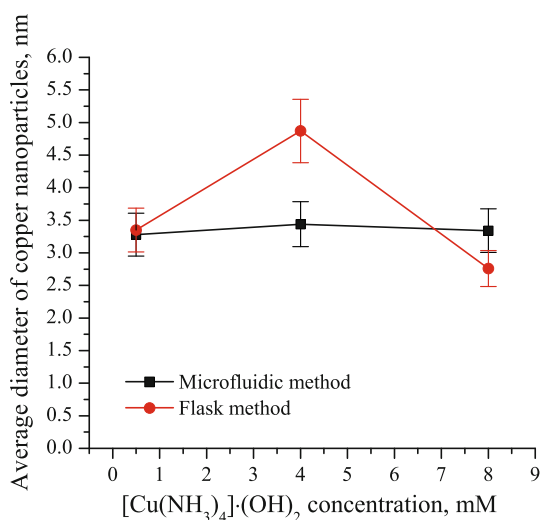 Average diameter of copper nanoparticles, nm
6.0
5.5
5.0
4.5
4.0
3.5
3.0
2.5
2.0
1.5
1.0
0.5
0.0
Microfluidic method
Flask method
0 1 2 3 4 5 6 7 8 9
[Cu(NH₃)₄]·(OH)₂ concentration, mM